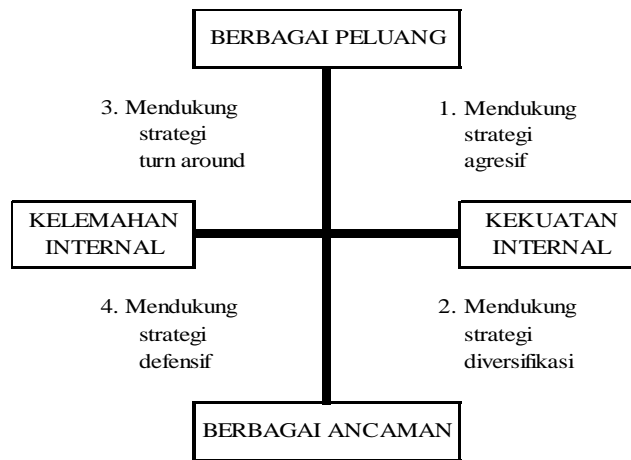 BERBAGAI PELUANG
3. Mendukung
strategi
turn around
1. Mendukung
strategi
agresif
KELEMAHAN
INTERNAL
KEKUATAN
INTERNAL
4. Mendukung
strategi
defensif
2. Mendukung
strategi
diversifikasi
BERBAGAI ANCAMAN